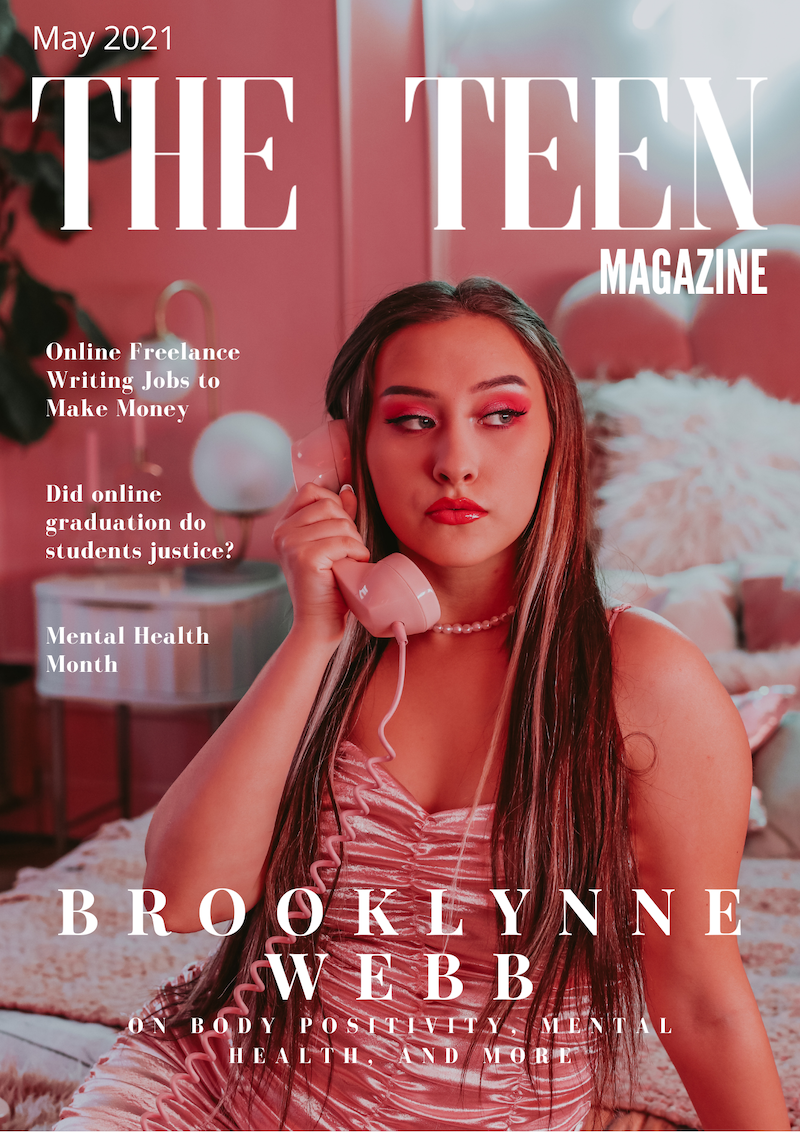 May 2021
THE TEEN
MAGAZINE
Online Freelance
Writing Jobs to
Make Money
Did online
graduation do
students justice?
Mental Health
Month
BROOKLYNNE
WEBB
ON BODY POSITIVITY, MENTAL
HEALTH, AND MORE